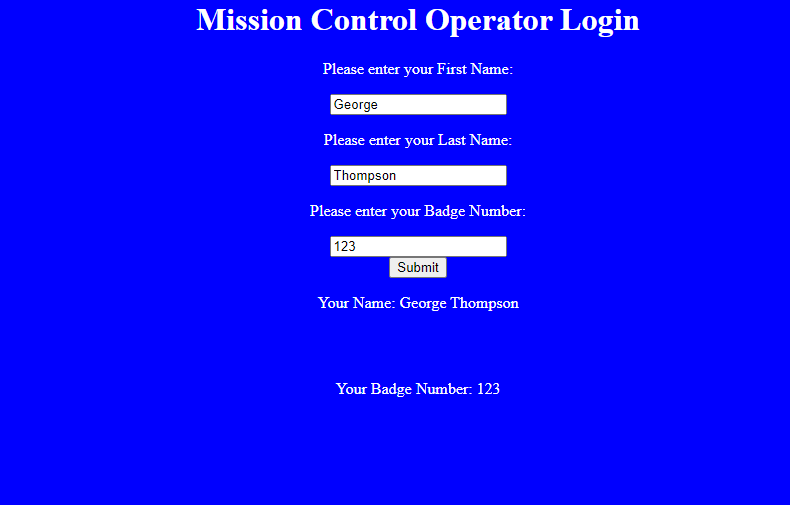 Mission Control Operator Login
Please enter your First Name:
George
Please enter your Last Name:
Thompson
Please enter your Badge Number:
123
Submit
Your Name: George Thompson
Your Badge Number: 123